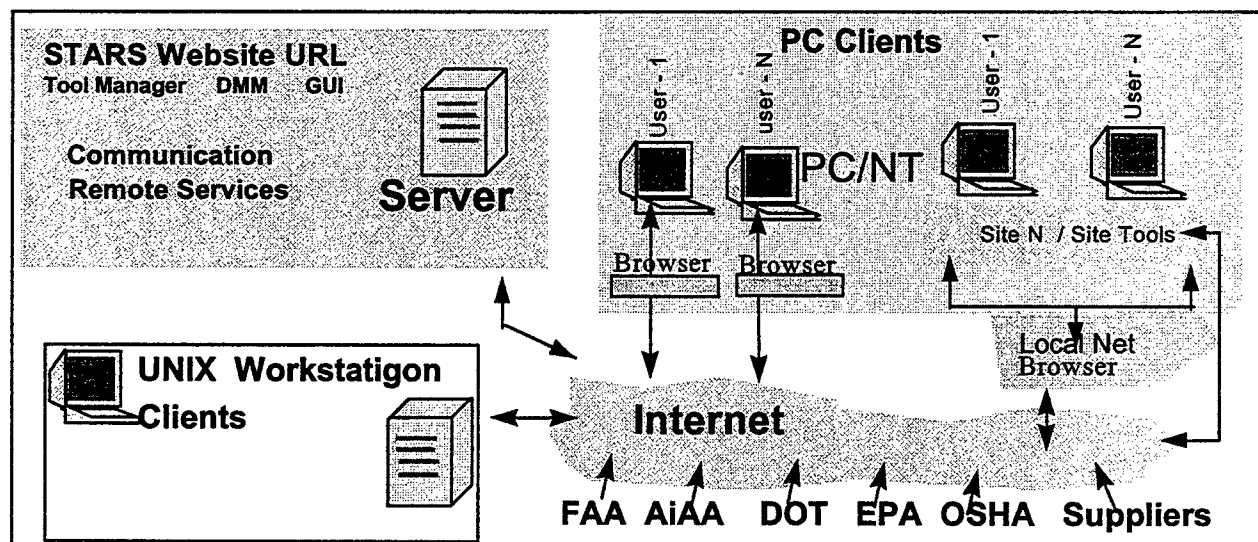 STARS Website URL
Tool Manager DMM GUI
Communication
Remote Services
Server
PC Clients
User - 1
user - N
User - 1
User - N
PC/NT
Site N / Site Tools
Browser
Browser
Local Net
Browser
UNIX Workstatigon
Clients
Internet
FAA AiAA DOT EPA OSHA Suppliers